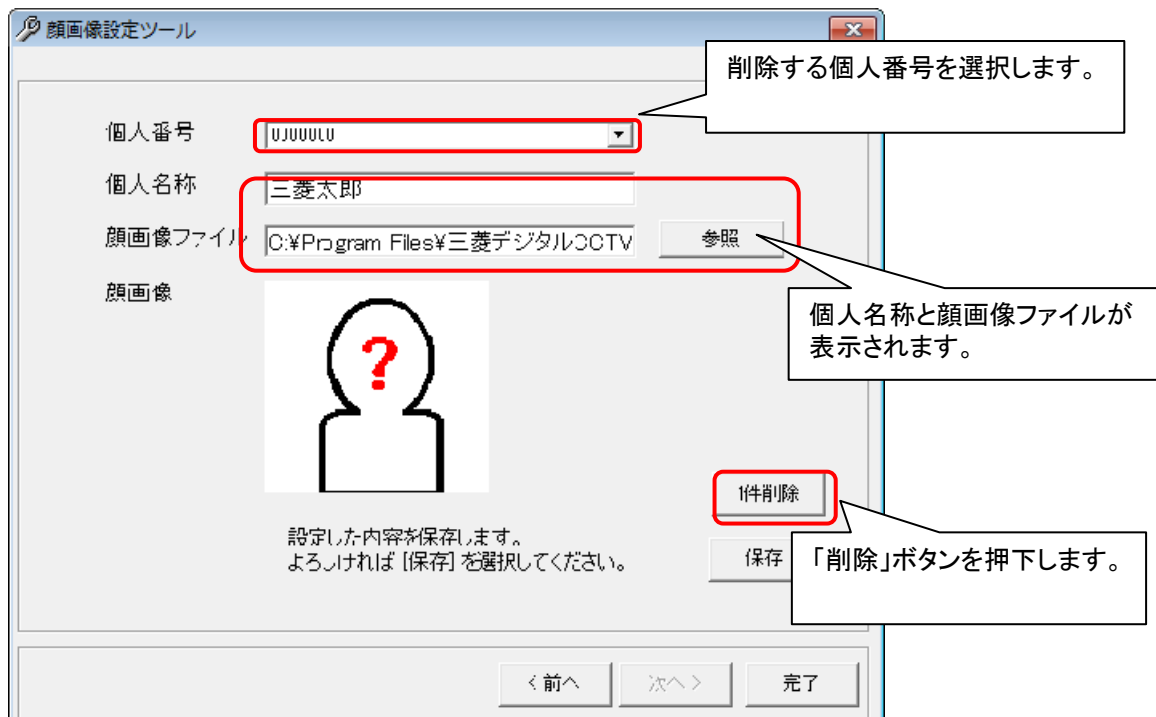 顔画像設定ツール
削除する個人番号を選択します。
個人番号
個人名称
三菱太郎
顔画像ファイル
C:¥Program Files¥三菱デジタルCCTV
参照
顔画像
個人名称と顔画像ファイルが
表示されます。
?
1件削除
設定した内容を保存します。
よろしければ [保存] を選択してください。
保存
「削除」ボタンを押下します。
< 前へ
次へ >
完了